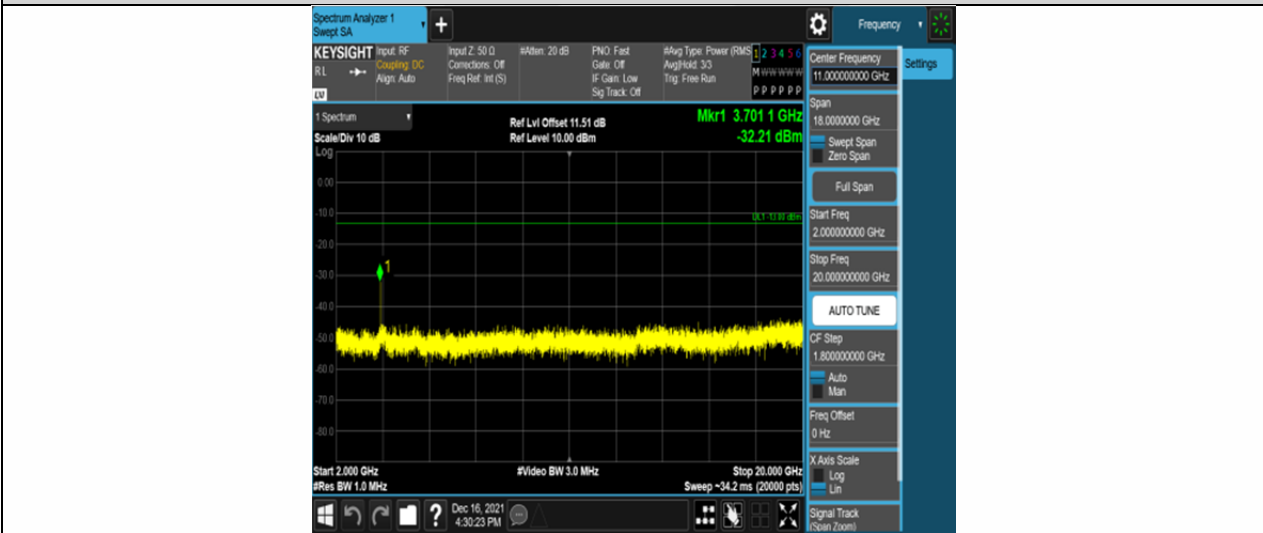 Spectrum Analyzer 1
Swept SA
+
Frequency
KEYSIGHT
RL
LV
Input: RF
Coupling: DC
Align: Auto
Input Z: 50 Ω
Corrections: Off
Freq Ref: Int (S)
#Atten: 20 dB
PNO: Fast
Gate: Off
IF Gain: Low
Sig Track: Off
#Avg Type: Power (RMS
Avg|Hold: 3/3
Trig: Free Run
1 2 3 4 5 6
M W W W W W
P P P P P P
1 Spectrum
Scale/Div 10 dB
Log
Ref Lvl Offset 11.51 dB
Ref Level 10.00 dBm
Mkr1 3.701 1 GHz
-32.21 dBm
0.00
-10.0
DL1 -13.00 dBm
-20.0
1
-30.0
-40.0
-50.0
-60.0
-70.0
-80.0
Start 2.000 GHz
#Video BW 3.0 MHz
Stop 20.000 GHz
#Res BW 1.0 MHz
Sweep ~34.2 ms (20000 pts)
?
Dec 16, 2021
4:30:23 PM
Center Frequency
11.000000000 GHz
Settings
Span
18.0000000 GHz
Swept Span
Zero Span
Full Span
Start Freq
2.000000000 GHz
Stop Freq
20.000000000 GHz
AUTO TUNE
CF Step
1.800000000 GHz
Auto
Man
Freq Offset
0 Hz
X Axis Scale
Log
Lin
Signal Track
(Span Zoom)